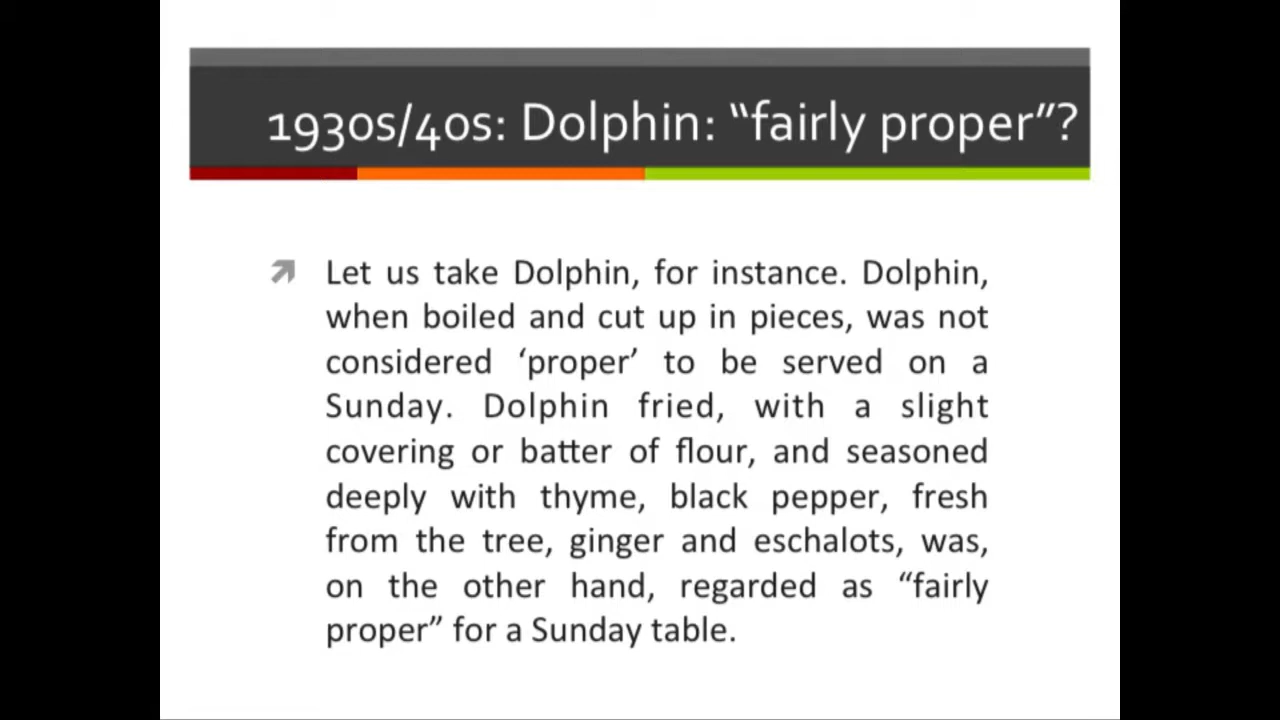 1930s/40s: Dolphin: “fairly proper”?
Let us take Dolphin, for instance. Dolphin,
when boiled and cut up in pieces, was not
considered ‘proper’ to be served on a
Sunday. Dolphin fried, with a slight
covering or batter of flour, and seasoned
deeply with thyme, black pepper, fresh
from the tree, ginger and eschalots, was,
on the other hand, regarded as “fairly
proper” for a Sunday table.